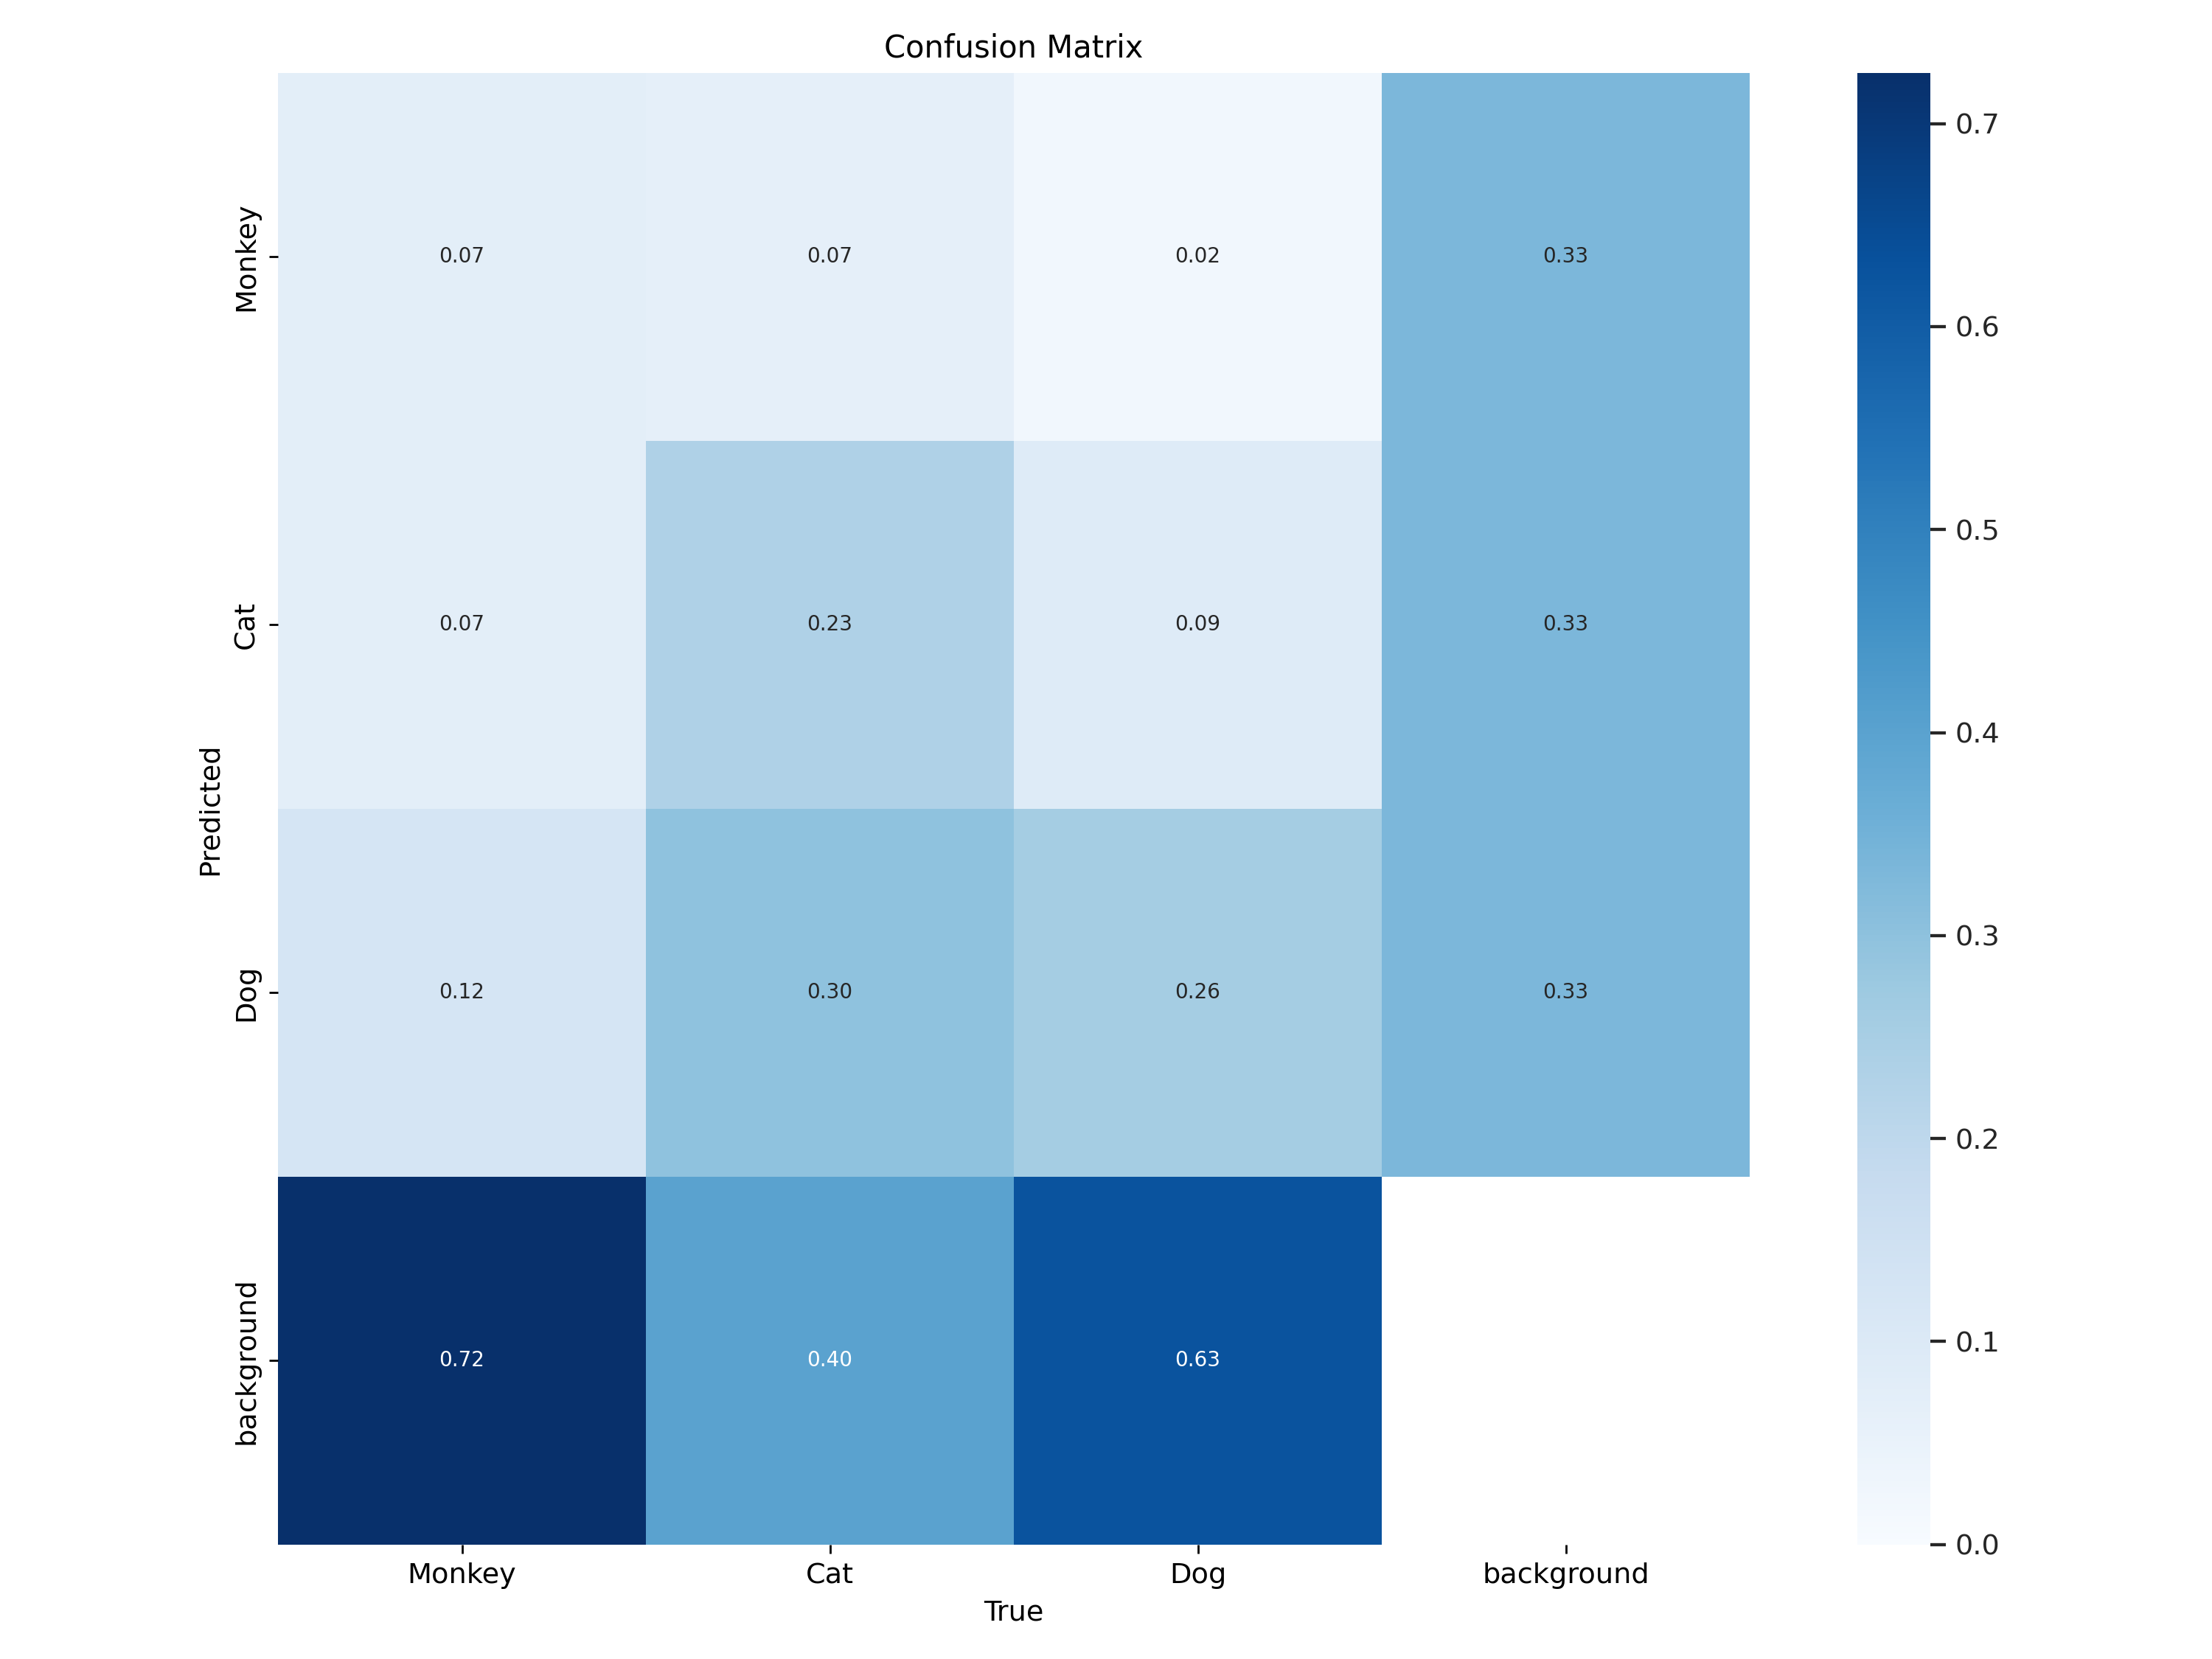 Confusion Matrix
Monkey 0.07 0.07 0.02 0.33
Cat 0.07 0.23 0.09 0.33
Dog 0.12 0.30 0.26 0.33
background 0.72 0.40 0.63
Predicted
Monkey Cat Dog background
True
0.7
0.6
0.5
0.4
0.3
0.2
0.1
0.0